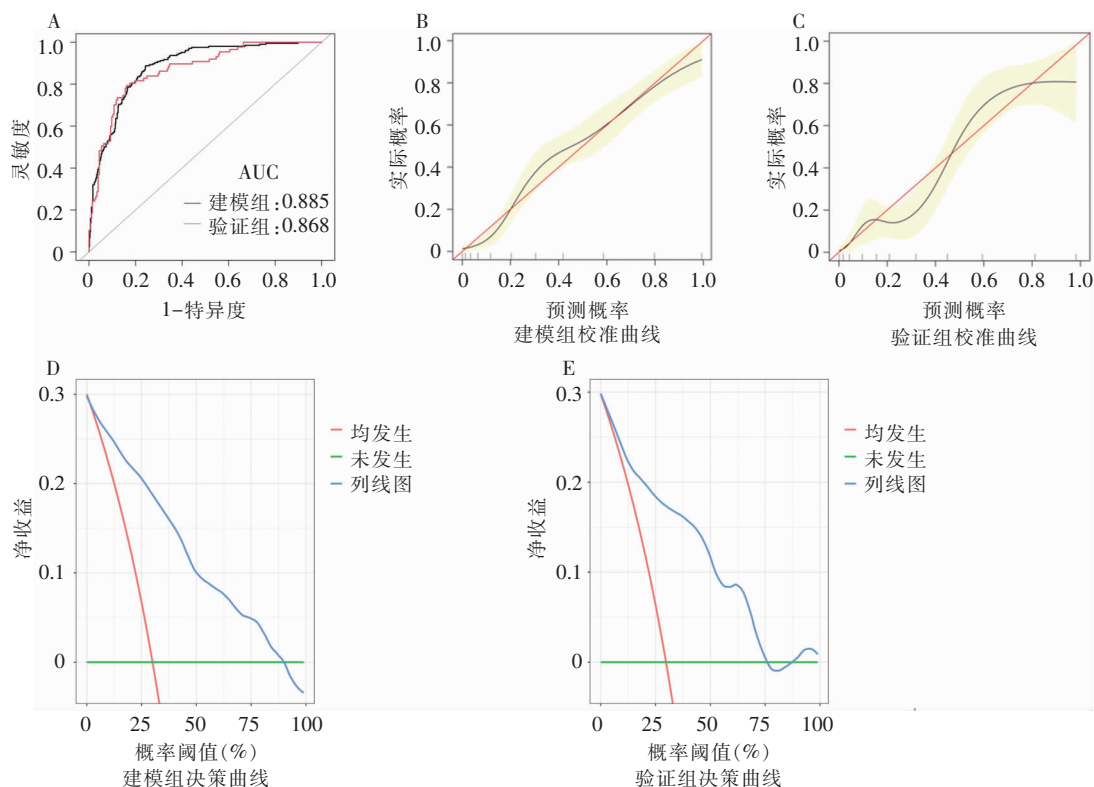 A
1.0
0.8
0.6
0.4
0.2
0
灵敏度
AUC
建模组:0.885
验证组:0.868
0 0.2 0.4 0.6 0.8 1.0
1-特异度
B
1.0
0.8
0.6
0.4
0.2
0
实际概率
0 0.2 0.4 0.6 0.8 1.0
预测概率
建模组校准曲线
C
1.0
0.8
0.6
0.4
0.2
0
实际概率
0 0.2 0.4 0.6 0.8 1.0
预测概率
验证组校准曲线
D
0.3
0.2
0.1
0
净收益
均发生
未发生
列线图
0 25 50 75 100
概率阈值(%)
建模组决策曲线
E
0.3
0.2
0.1
0
净收益
均发生
未发生
列线图
0 25 50 75 100
概率阈值(%)
验证组决策曲线